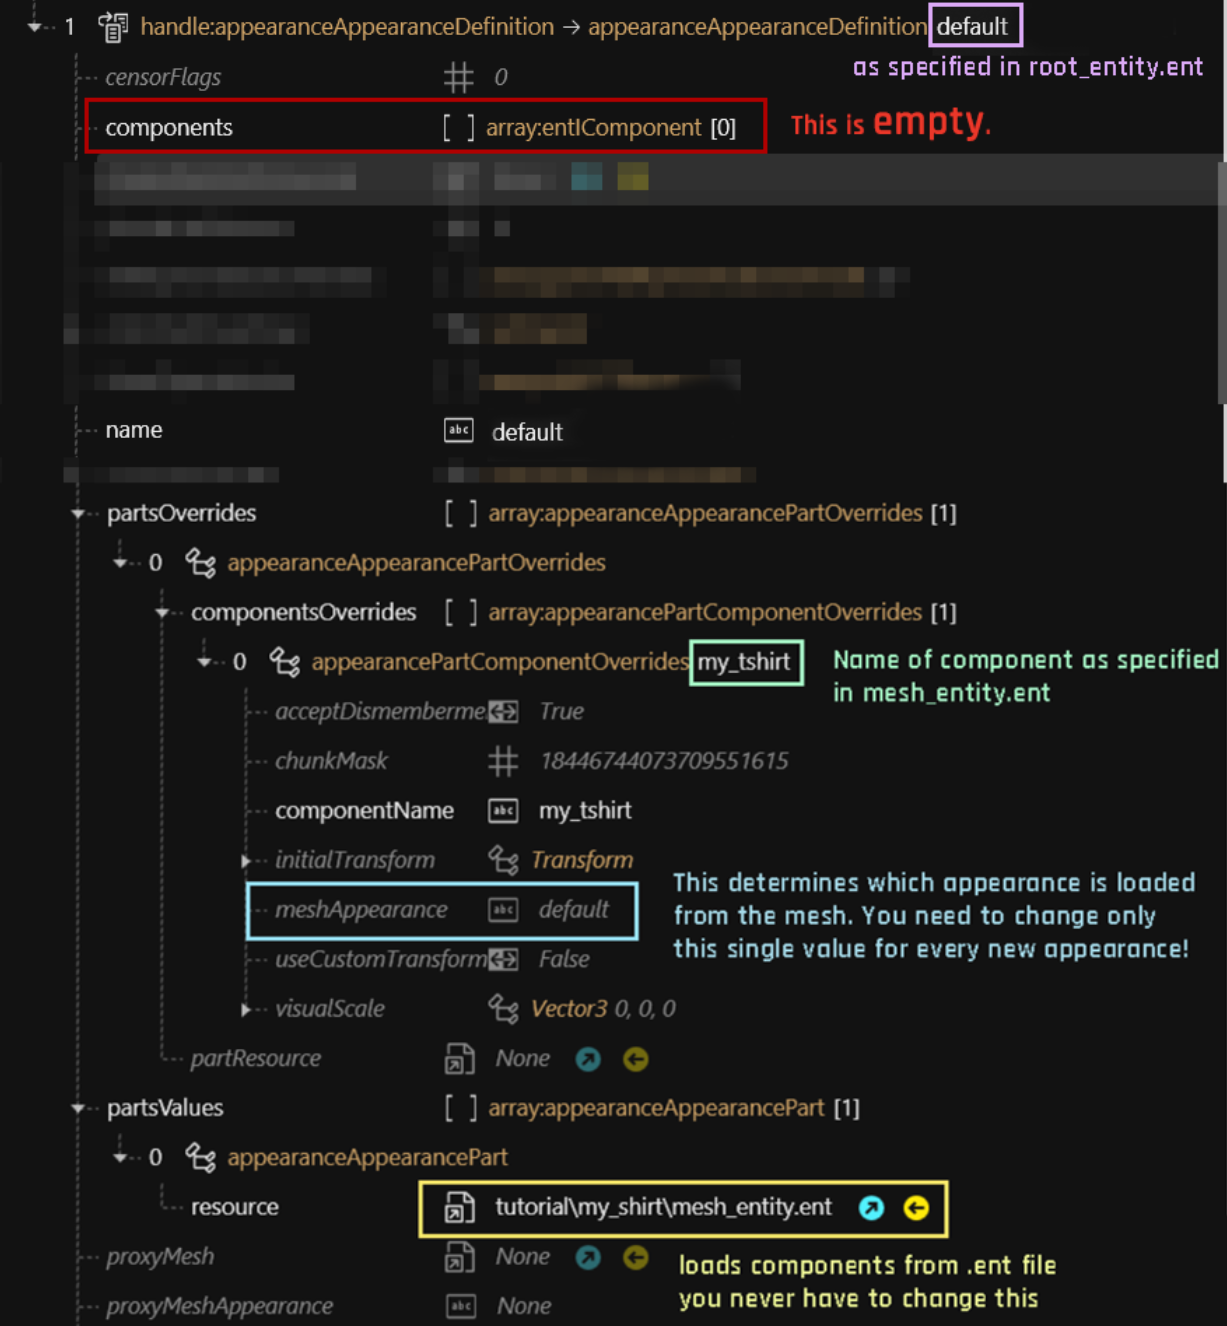 1 handle:appearanceAppearanceDefinition → appearanceAppearanceDefinition default
as specified in root_entity.ent
censorFlags 0
components [ ] array:entIComponent [0] This is empty.
name abc default
partsOverrides [ ] array:appearanceAppearancePartOverrides [1]
0 appearanceAppearancePartOverrides
componentsOverrides [ ] array:appearancePartComponentOverrides [1]
0 appearancePartComponentOverrides my_tshirt
Name of component as specified
in mesh_entity.ent
acceptDismemberme True
chunkMask 18446744073709551615
componentName abc my_tshirt
initialTransform Transform
meshAppearance abc default
This determines which appearance is loaded
from the mesh. You need to change only
this single value for every new appearance!
useCustomTransform False
visualScale Vector3 0, 0, 0
partResource None
partsValues [ ] array:appearanceAppearancePart [1]
0 appearanceAppearancePart
resource tutorial\my_shirt\mesh_entity.ent
proxyMesh None
loads components from .ent file
you never have to change this
proxyMeshAppearance abc None